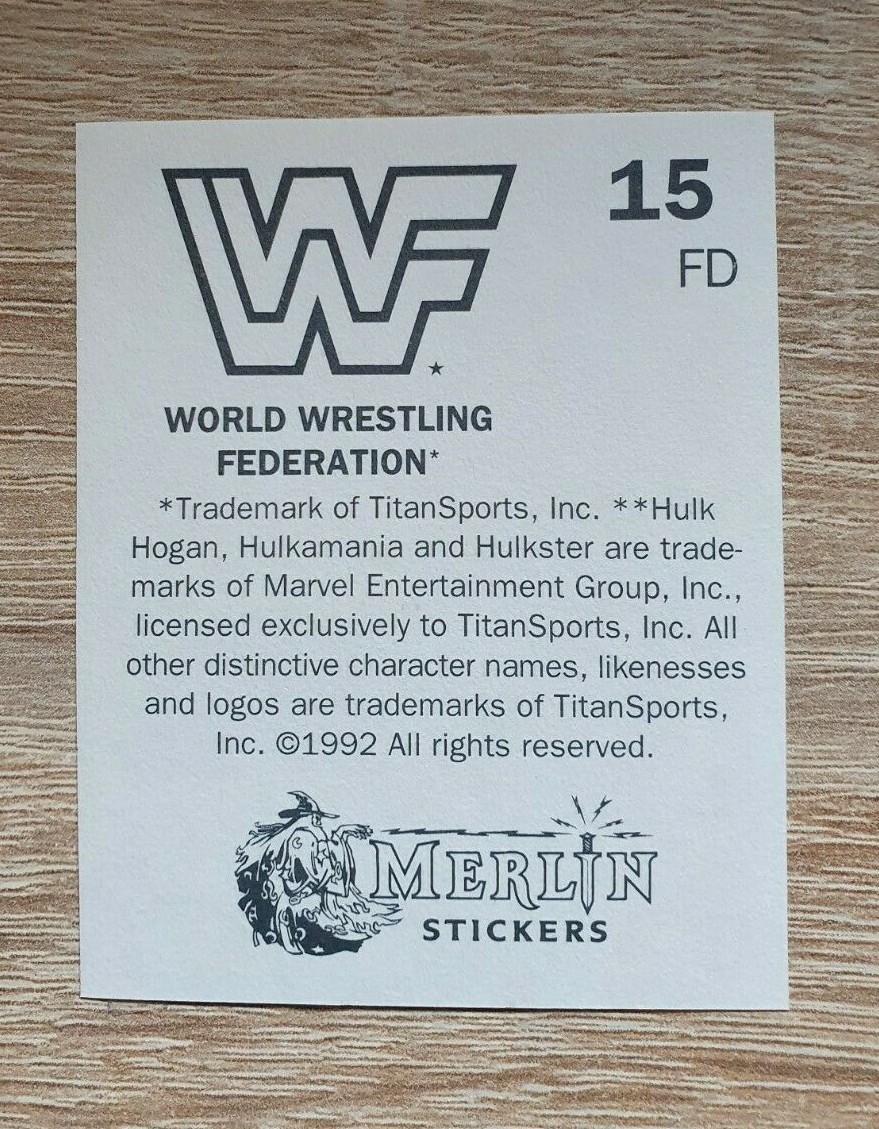 WF
15
FD
WORLD WRESTLING
FEDERATION*
*Trademark of TitanSports, Inc. **Hulk
Hogan, Hulkamania and Hulkster are trade-
marks of Marvel Entertainment Group, Inc.,
licensed exclusively to TitanSports, Inc. All
other distinctive character names, likenesses
and logos are trademarks of TitanSports,
Inc. ©1992 All rights reserved.
MERLIN
STICKERS